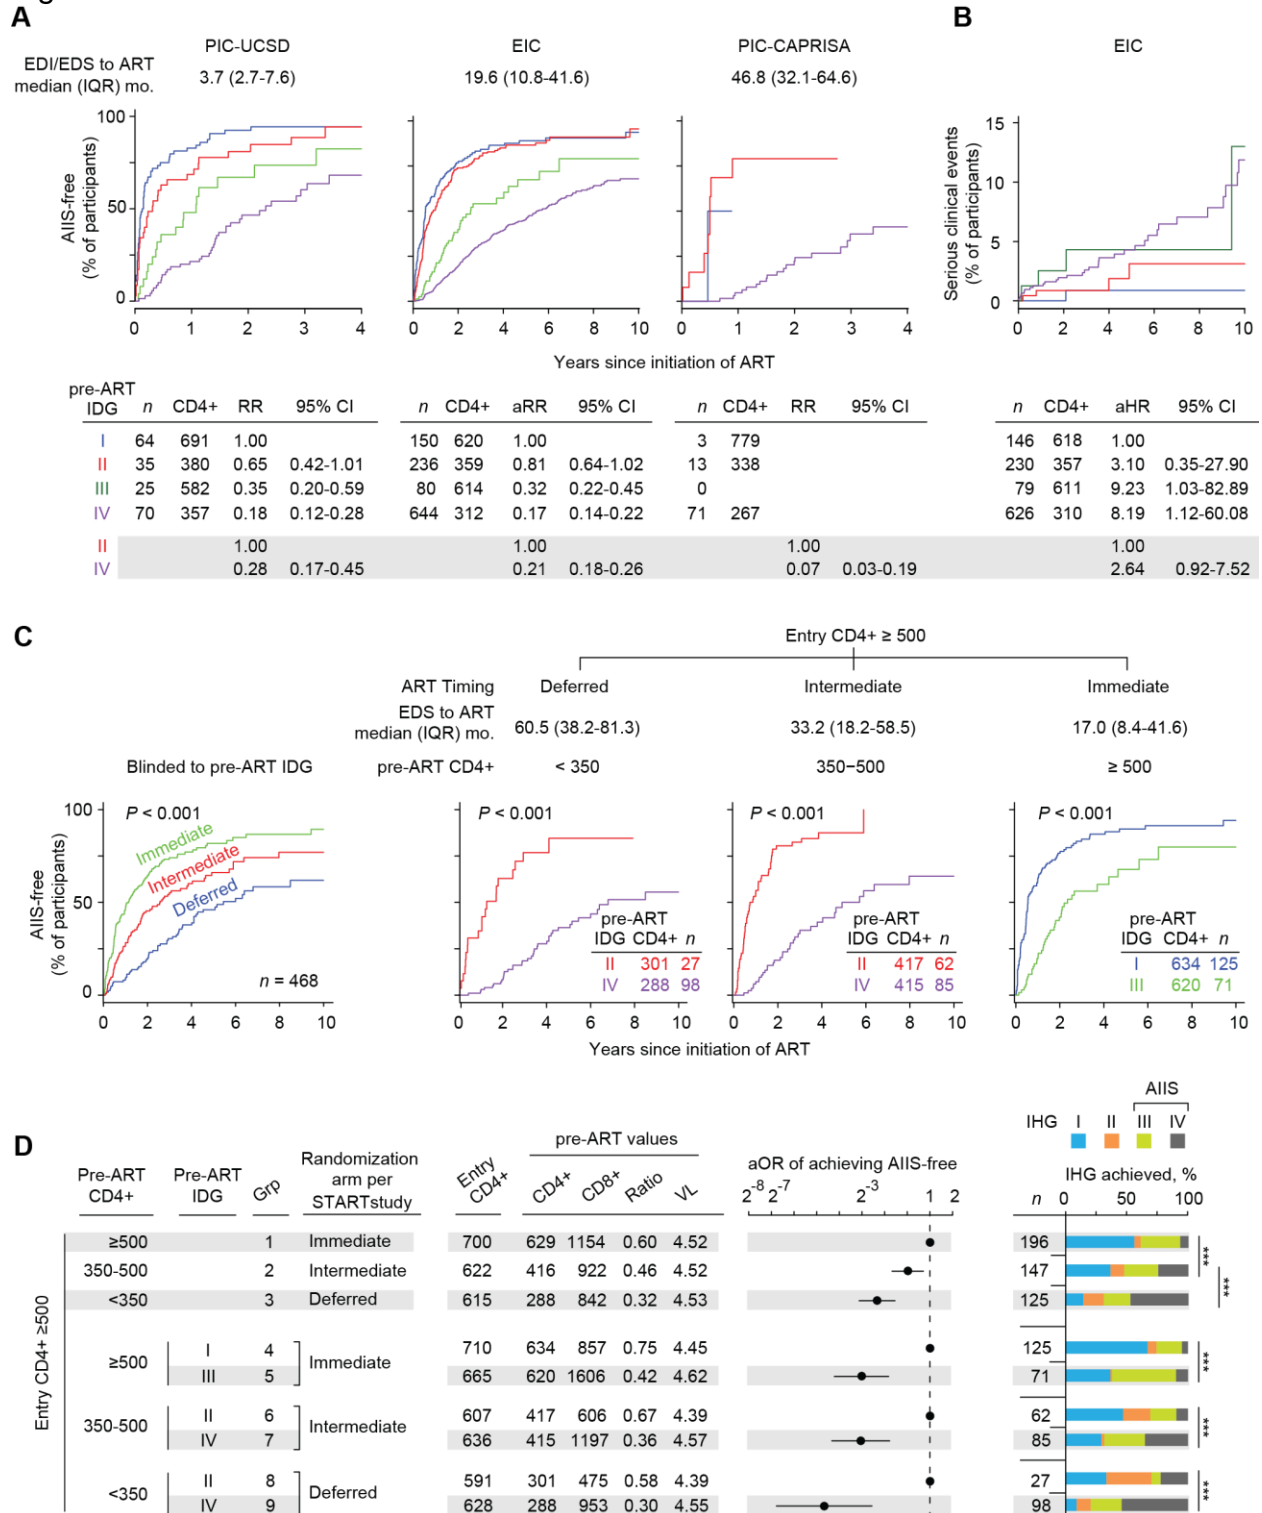 A
B
PIC-UCSD
EIC
PIC-CAPRISA
EIC
EDI/EDS to ART
median (IQR) mo.
3.7 (2.7-7.6)
19.6 (10.8-41.6)
46.8 (32.1-64.6)
AIIS-free
(% of participants)
100
50
0
0 1 2 3 4
0 2 4 6 8 10
0 1 2 3 4
Serious clinical events
(% of participants)
15
10
5
0
0 2 4 6 8 10
Years since initiation of ART
pre-ART
IDG n CD4+ RR 95% CI n CD4+ aRR 95% CI n CD4+ RR 95% CI n CD4+ aHR 95% CI
I 64 691 1.00 150 620 1.00 3 779 146 618 1.00
II 35 380 0.65 0.42-1.01 236 359 0.81 0.64-1.02 13 338 230 357 3.10 0.35-27.90
III 25 582 0.35 0.20-0.59 80 614 0.32 0.22-0.45 0 79 611 9.23 1.03-82.89
IV 70 357 0.18 0.12-0.28 644 312 0.17 0.14-0.22 71 267 626 310 8.19 1.12-60.08
II 1.00 1.00 1.00 1.00
IV 0.28 0.17-0.45 0.21 0.18-0.26 0.07 0.03-0.19 2.64 0.92-7.52
C
Entry CD4+ ≥ 500
ART Timing Deferred Intermediate Immediate
EDS to ART
median (IQR) mo. 60.5 (38.2-81.3) 33.2 (18.2-58.5) 17.0 (8.4-41.6)
Blinded to pre-ART IDG pre-ART CD4+ < 350 350–500 ≥ 500
AIIS-free
(% of participants)
100
50
0
P < 0.001
Immediate
Intermediate
Deferred
n = 468
0 2 4 6 8 10
P < 0.001
pre-ART
IDG CD4+ n
II 301 27
IV 288 98
0 2 4 6 8 10
P < 0.001
pre-ART
IDG CD4+ n
II 417 62
IV 415 85
0 2 4 6 8 10
P < 0.001
pre-ART
IDG CD4+ n
I 634 125
III 620 71
0 2 4 6 8 10
Years since initiation of ART
D
AIIS
IHG I II III IV
Pre-ART
CD4+
Pre-ART
IDG
Grp
Randomization
arm per
STARTstudy
Entry
CD4+
pre-ART values
CD4+ CD8+ Ratio VL
aOR of achieving AIIS-free
2-8 2-7 2-3 1 2
n
IHG achieved, %
0 50 100
Entry CD4+ ≥500
≥500 1 Immediate 700 629 1154 0.60 4.52 196
350-500 2 Intermediate 622 416 922 0.46 4.52 147
<350 3 Deferred 615 288 842 0.32 4.53 125
***
***
≥500
I 4 710 634 857 0.75 4.45 125
Immediate
III 5 665 620 1606 0.42 4.62 71
***
350-500
II 6 607 417 606 0.67 4.39 62
Intermediate
IV 7 636 415 1197 0.36 4.57 85
***
<350
II 8 591 301 475 0.58 4.39 27
Deferred
IV 9 628 288 953 0.30 4.55 98
***